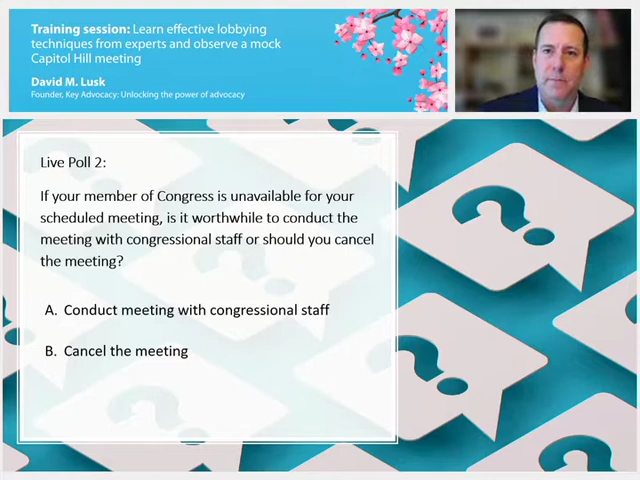 Training session: Learn effective lobbying
techniques from experts and observe a mock
Capitol Hill meeting
David M. Lusk
Founder, Key Advocacy: Unlocking the power of advocacy
Live Poll 2:
If your member of Congress is unavailable for your
scheduled meeting, is it worthwhile to conduct the
meeting with congressional staff or should you cancel
the meeting?
A. Conduct meeting with congressional staff
B. Cancel the meeting